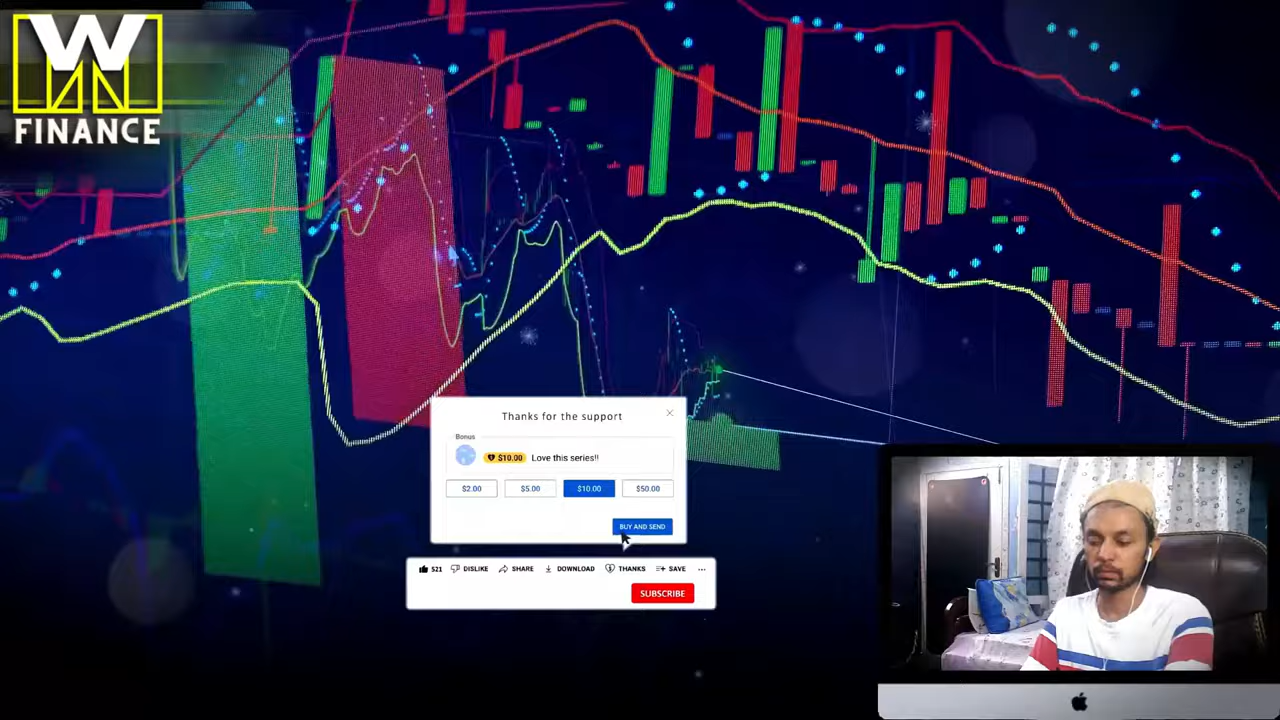 W
FINANCE
Thanks for the support
Bonus
$10.00 Love this series!!
$2.00 $5.00 $10.00 $50.00
BUY AND SEND
521 DISLIKE SHARE DOWNLOAD THANKS SAVE ...
SUBSCRIBE